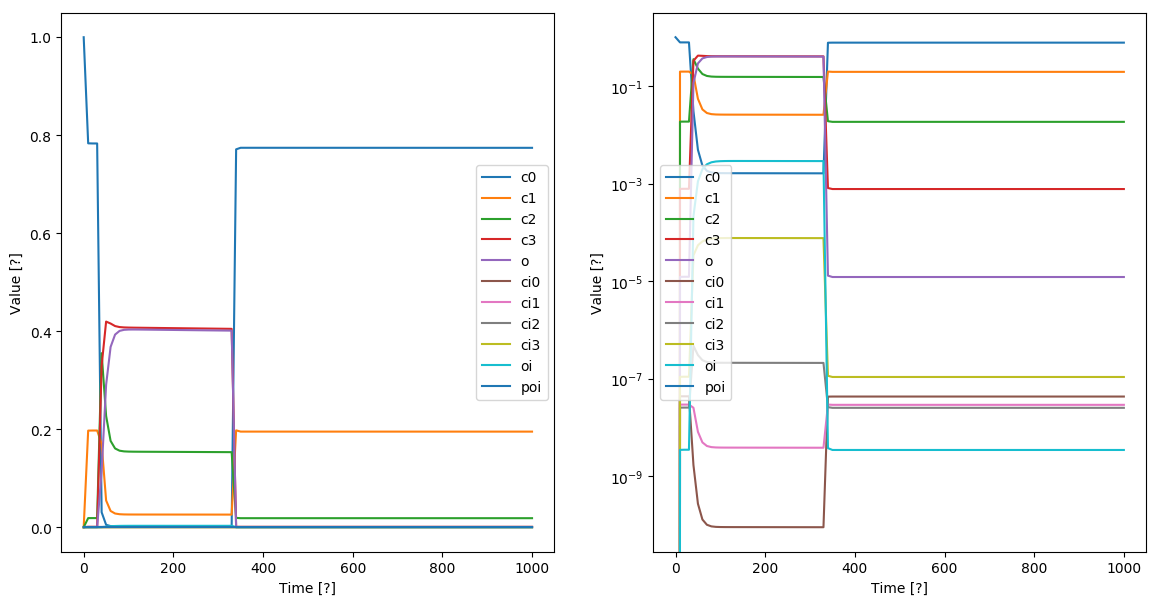 1.0
0.8
0.6
0.4
0.2
0.0
Value [?]
0
200
400
600
800
1000
Time [?]
c0
c1
c2
c3
o
ci0
ci1
ci2
ci3
oi
poi
10⁻¹
10⁻³
10⁻⁵
10⁻⁷
10⁻⁹
Value [?]
0
200
400
600
800
1000
Time [?]
c0
c1
c2
c3
o
ci0
ci1
ci2
ci3
oi
poi